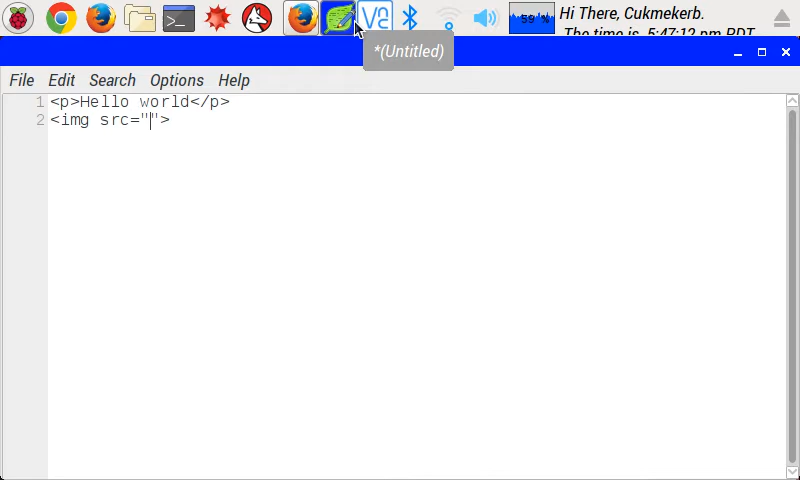 59 %
Hi There, Cukmekerb.
The time is 5:47:12 pm PDT
*(Untitled)
File Edit Search Options Help
1 <p>Hello world</p>
2 <img src="">